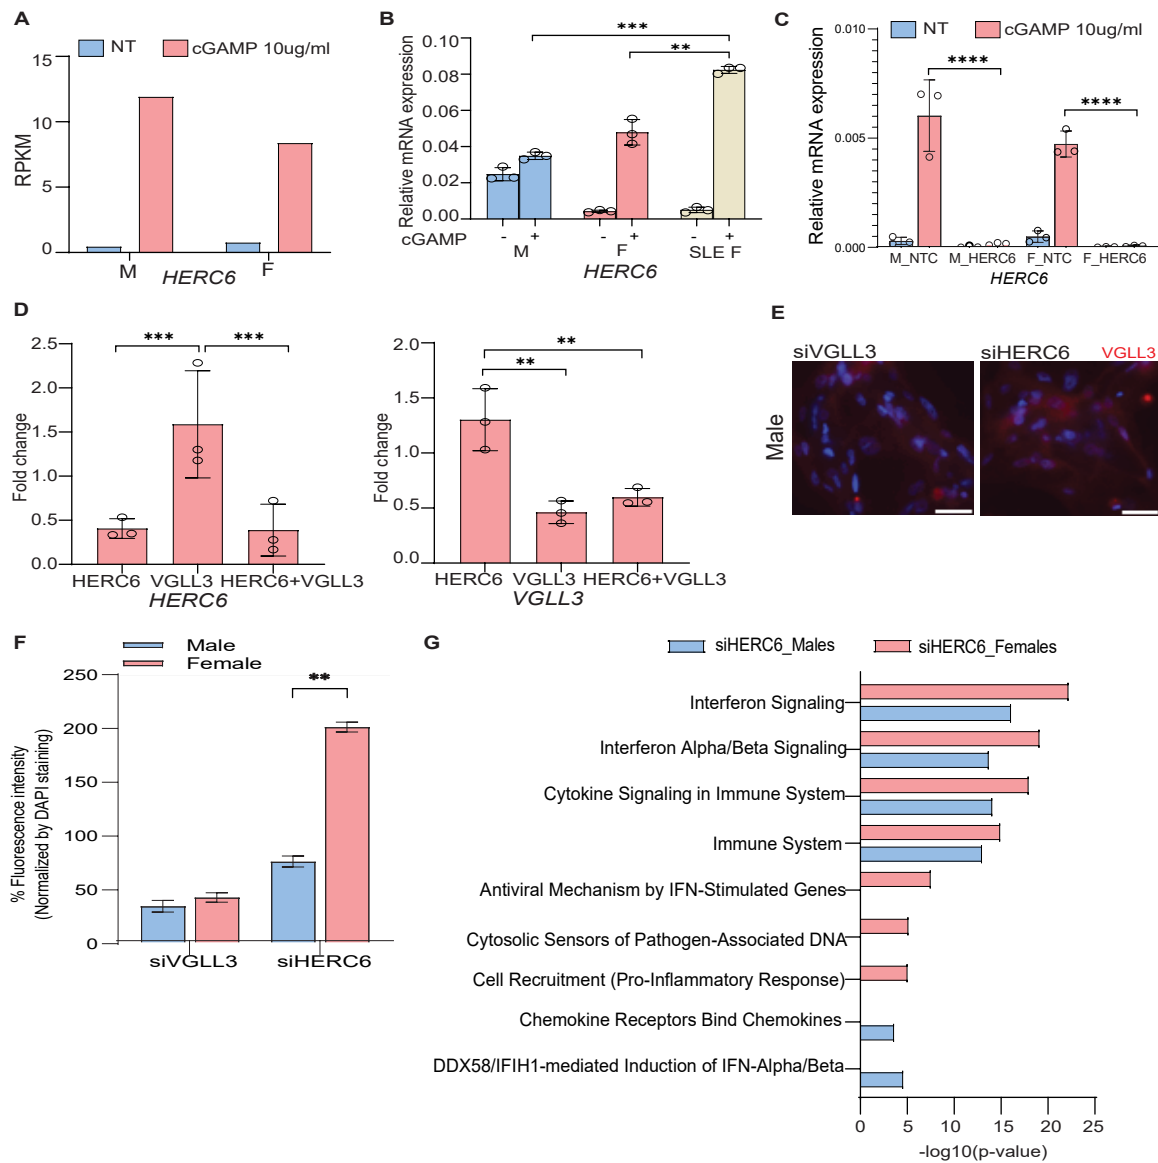 A
NT
cGAMP 10ug/ml
RPKM
15
10
5
0
M
F
HERC6
B
***
**
Relative mRNA expression
0.10
0.08
0.06
0.04
0.02
0.00
cGAMP
-
+
-
+
-
+
M
F
SLE F
HERC6
C
NT
cGAMP 10ug/ml
****
****
Relative mRNA expression
0.010
0.005
0.000
M_NTC
M_HERC6
F_NTC
F_HERC6
HERC6
D
***
***
Fold change
2.5
2.0
1.5
1.0
0.5
0.0
HERC6
VGLL3
HERC6+VGLL3
HERC6
**
**
Fold change
2.0
1.5
1.0
0.5
0.0
HERC6
VGLL3
HERC6+VGLL3
VGLL3
E
siVGLL3
siHERC6
VGLL3
Male
F
Male
Female
**
% Fluorescence intensity
(Normalized by DAPI staining)
250
200
150
100
50
0
siVGLL3
siHERC6
G
siHERC6_Males
siHERC6_Females
Interferon Signaling
Interferon Alpha/Beta Signaling
Cytokine Signaling in Immune System
Immune System
Antiviral Mechanism by IFN-Stimulated Genes
Cytosolic Sensors of Pathogen-Associated DNA
Cell Recruitment (Pro-Inflammatory Response)
Chemokine Receptors Bind Chemokines
DDX58/IFIH1-mediated Induction of IFN-Alpha/Beta
0
5
10
15
20
25
-log10(p-value)